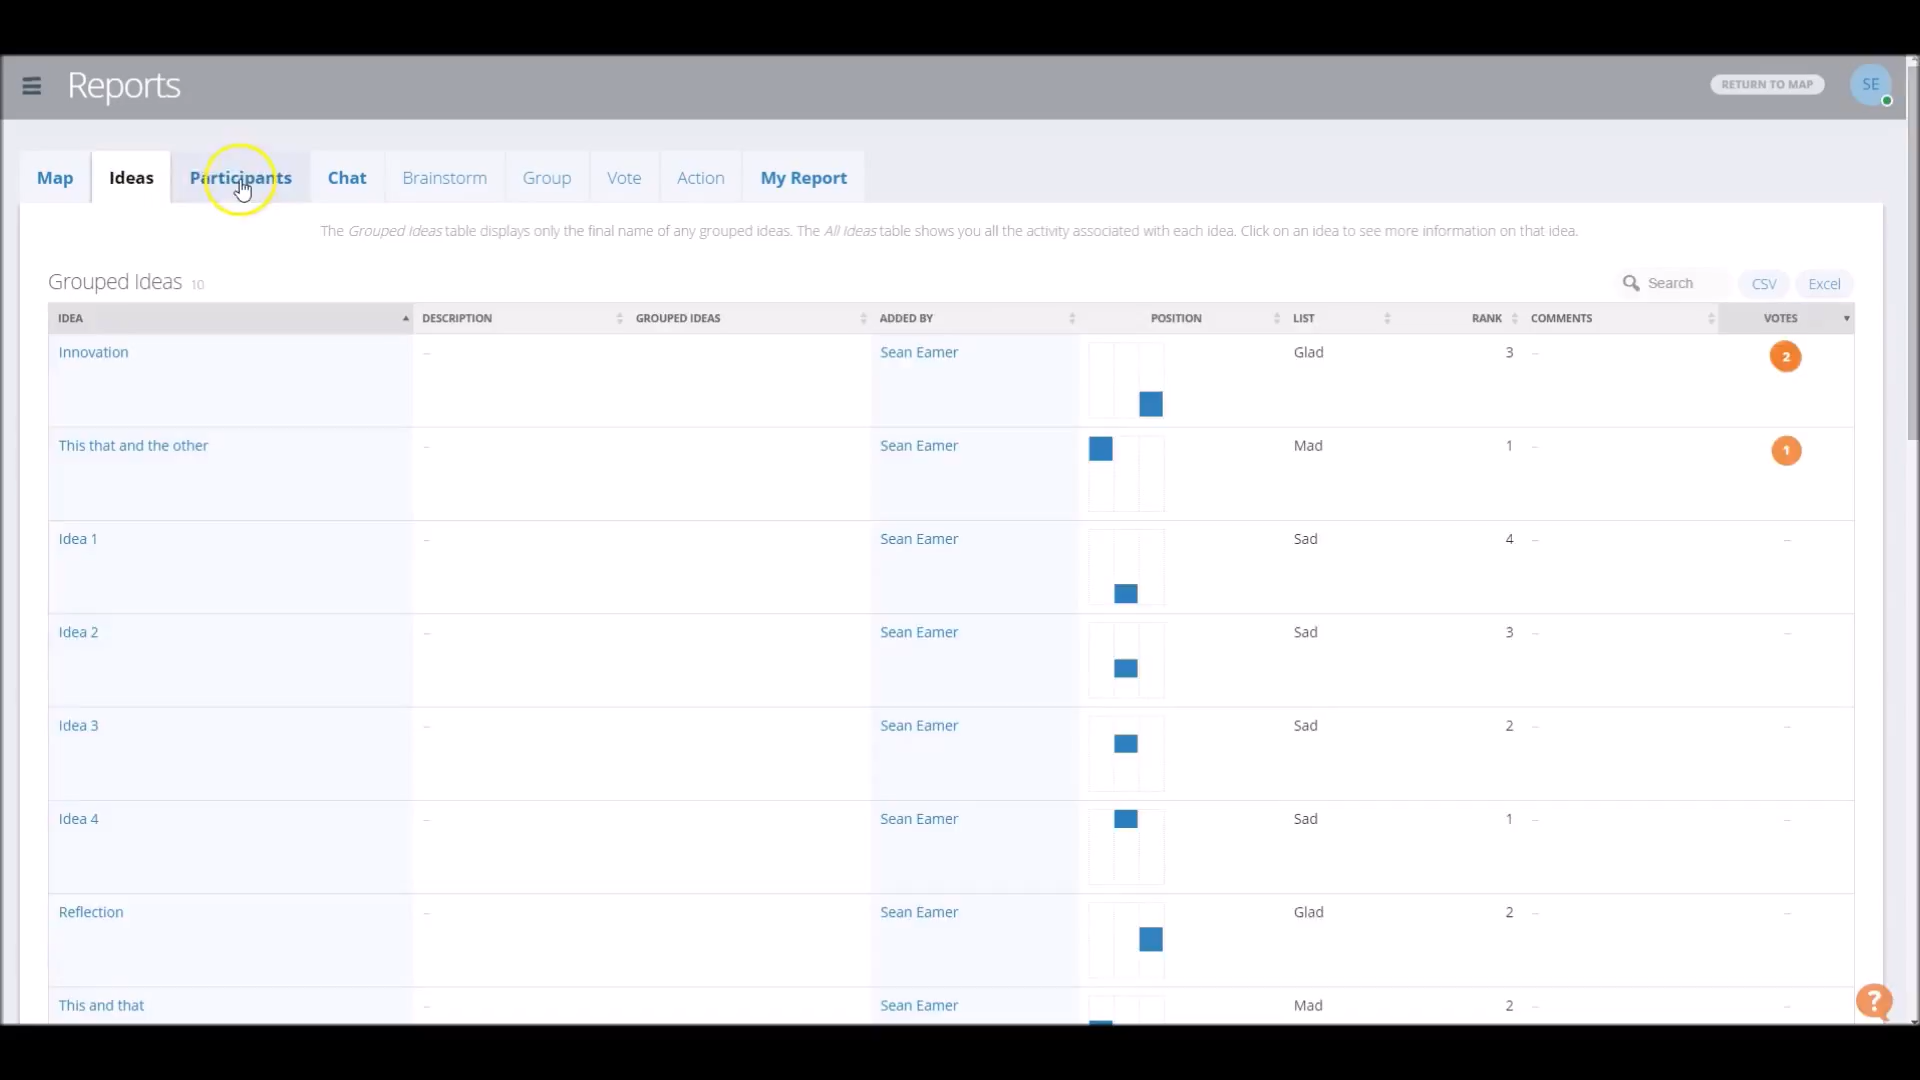 Reports
RETURN TO MAP
SE
Map Ideas Participants Chat Brainstorm Group Vote Action My Report
The Grouped Ideas table displays only the final name of any grouped ideas. The All Ideas table shows you all the activity associated with each idea. Click on an idea to see more information on that idea.
Grouped Ideas 10
Search CSV Excel
IDEA DESCRIPTION GROUPED IDEAS ADDED BY POSITION LIST RANK COMMENTS VOTES
Innovation – Sean Eamer Glad 3 – 2
This that and the other – Sean Eamer Mad 1 – 1
Idea 1 – Sean Eamer Sad 4 – –
Idea 2 – Sean Eamer Sad 3 – –
Idea 3 – Sean Eamer Sad 2 – –
Idea 4 – Sean Eamer Sad 1 – –
Reflection – Sean Eamer Glad 2 – –
This and that – Sean Eamer Mad 2 – –
?